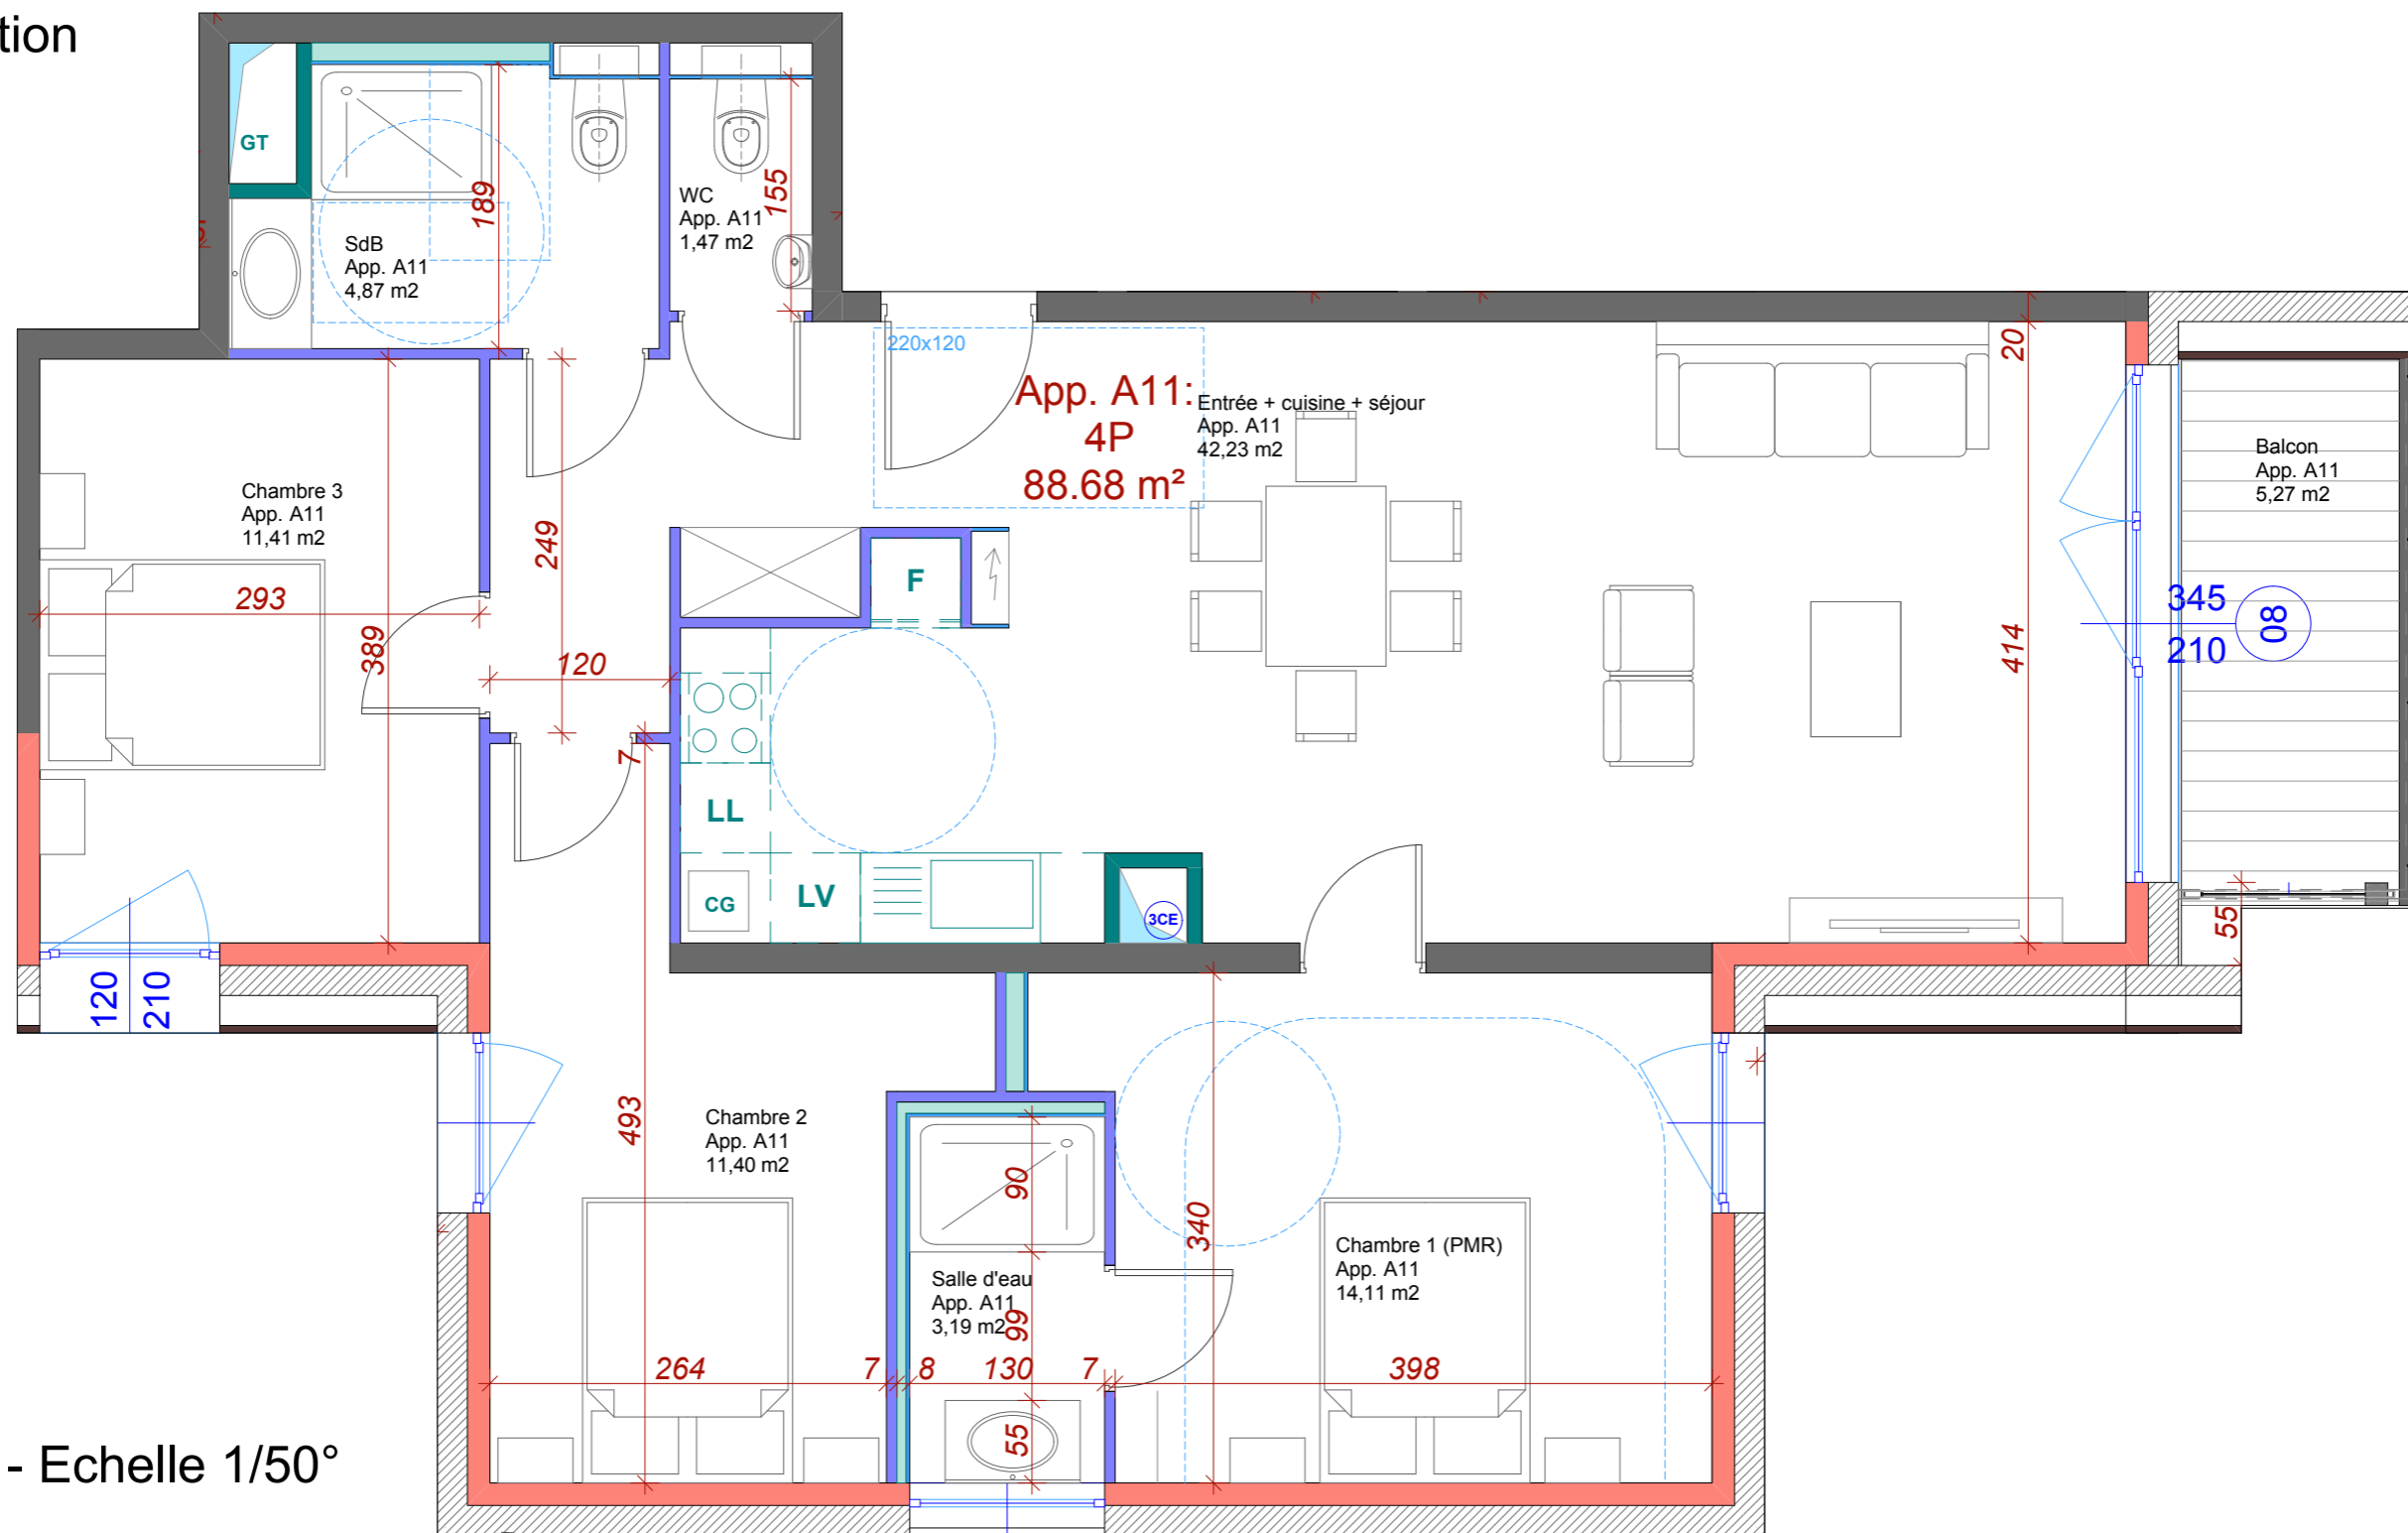 tion
GT
189
SdB
App. A11
4,87 m2
WC
App. A11
1,47 m2
155
220x120
App. A11:
4P
88.68 m²
Entrée + cuisine + séjour
App. A11
42,23 m2
20
414
Balcon
App. A11
5,27 m2
345
210
08
55
Chambre 3
App. A11
11,41 m2
293
389
249
120
7
F
LL
CG
LV
3CE
120
210
493
Chambre 2
App. A11
11,40 m2
90
340
Chambre 1 (PMR)
App. A11
14,11 m2
Salle d'eau
App. A11
3,19 m2
99
264
7
8
130
7
398
55
- Echelle 1/50°